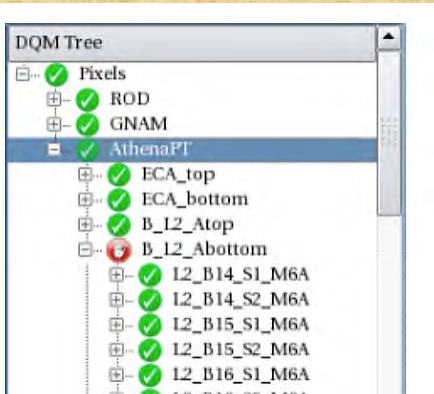 DQM Tree
Pixels
ROD
GNAM
AthenaPT
ECA_top
ECA_bottom
B_L2_Atop
B_L2_Abottom
L2_B14_S1_M6A
L2_B14_S2_M6A
L2_B15_S1_M6A
L2_B15_S2_M6A
L2_B16_S1_M6A